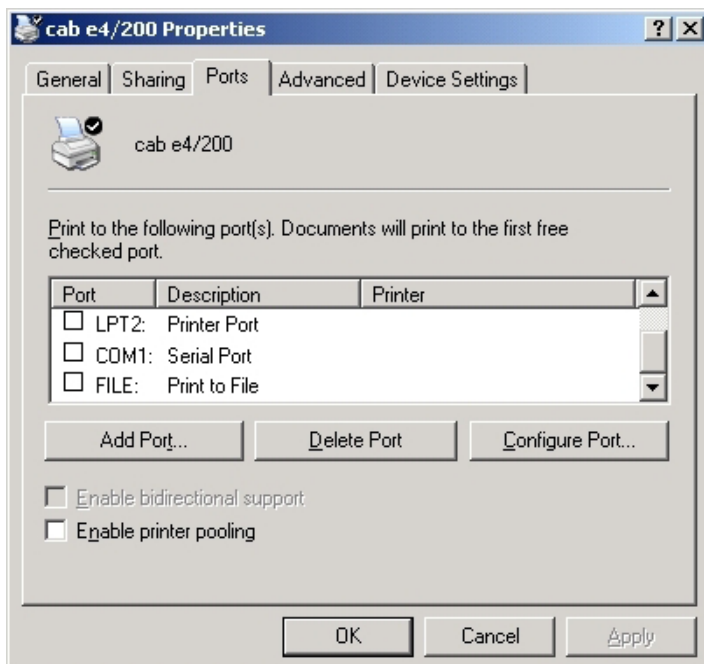 cab e4/200 Properties
General Sharing Ports Advanced Device Settings
cab e4/200
Print to the following port(s). Documents will print to the first free
checked port.
Port Description Printer
LPT2: Printer Port
COM1: Serial Port
FILE: Print to File
Add Port... Delete Port Configure Port...
Enable bidirectional support
Enable printer pooling
OK Cancel Apply